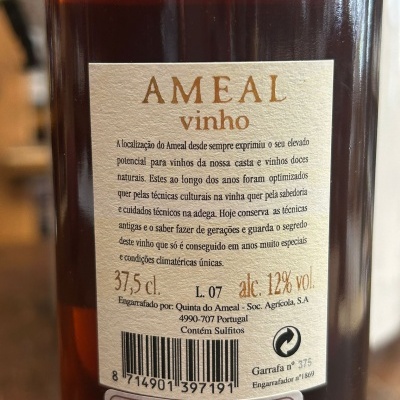 AMEAL
vinho
A localização do Ameal desde sempre exprimiu o seu elevado
potencial para vinhos da nossa casta e vinhos doces
naturais. Estes ao longo dos anos foram optimizados
quer pelas técnicas culturais na vinha quer pela sabedoria
e cuidados técnicos na adega. Hoje conserva as técnicas
antigas e o saber fazer de gerações e guarda o segredo
deste vinho que só é conseguido em anos muito especiais
e condições climatéricas únicas.
37,5 cl. L. 07 alc. 12% vol.
Engarrafado por: Quinta do Ameal - Soc. Agrícola, S.A
4990-707 Portugal
Contém Sulfitos
Garrafa nº 375
Engarrafador nº1869
8 714901 397191